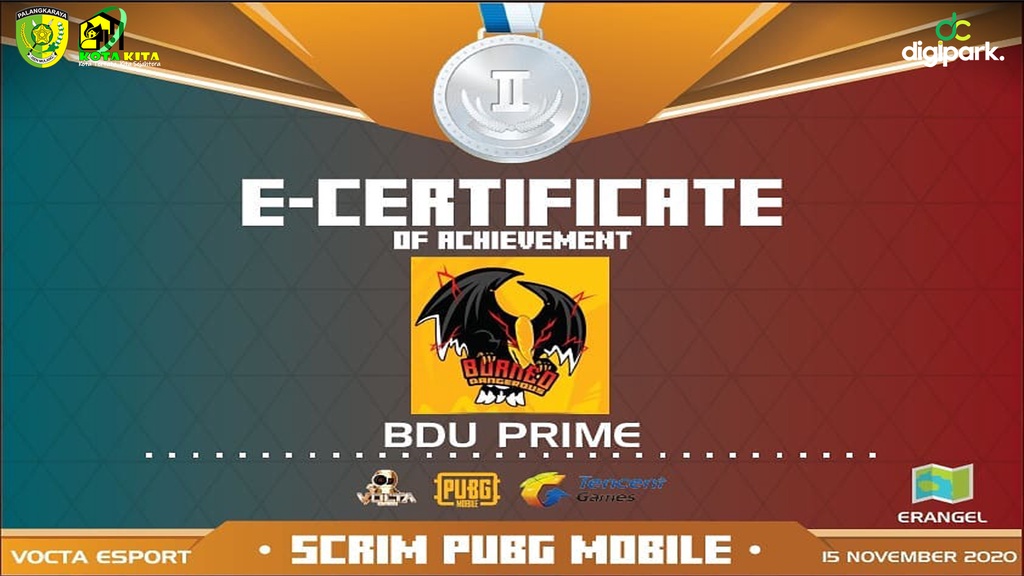 PALANGKARAYA
KOTA KITA
dc
digipark.
II
E-CERTIFICATE
OF ACHIEVEMENT
BORNEO
DANGEROUS
BDU PRIME
VOLTA
PUBG
MOBILE
Tencent
Games
ERANGEL
VOCTA ESPORT
• SCRIM PUBG MOBILE •
15 NOVEMBER 2020